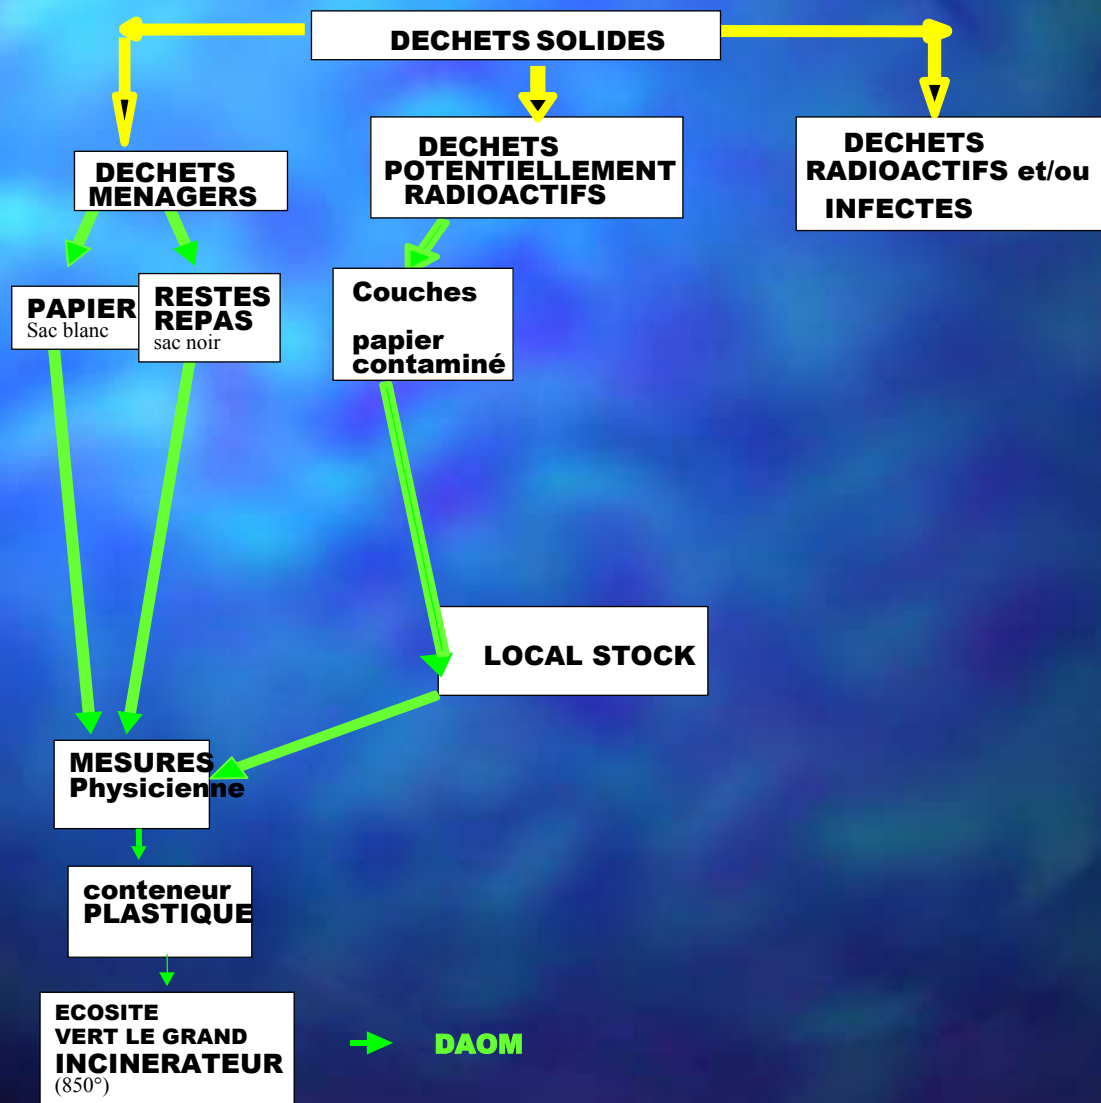 DECHETS SOLIDES
DECHETS
MENAGERS
DECHETS
POTENTIELLEMENT
RADIOACTIFS
DECHETS
RADIOACTIFS et/ou
INFECTES
PAPIER
Sac blanc
RESTES
REPAS
sac noir
Couches
papier
contaminé
LOCAL STOCK
MESURES
Physicienne
conteneur
PLASTIQUE
ECOSITE
VERT LE GRAND
INCINERATEUR
(850°)
DAOM